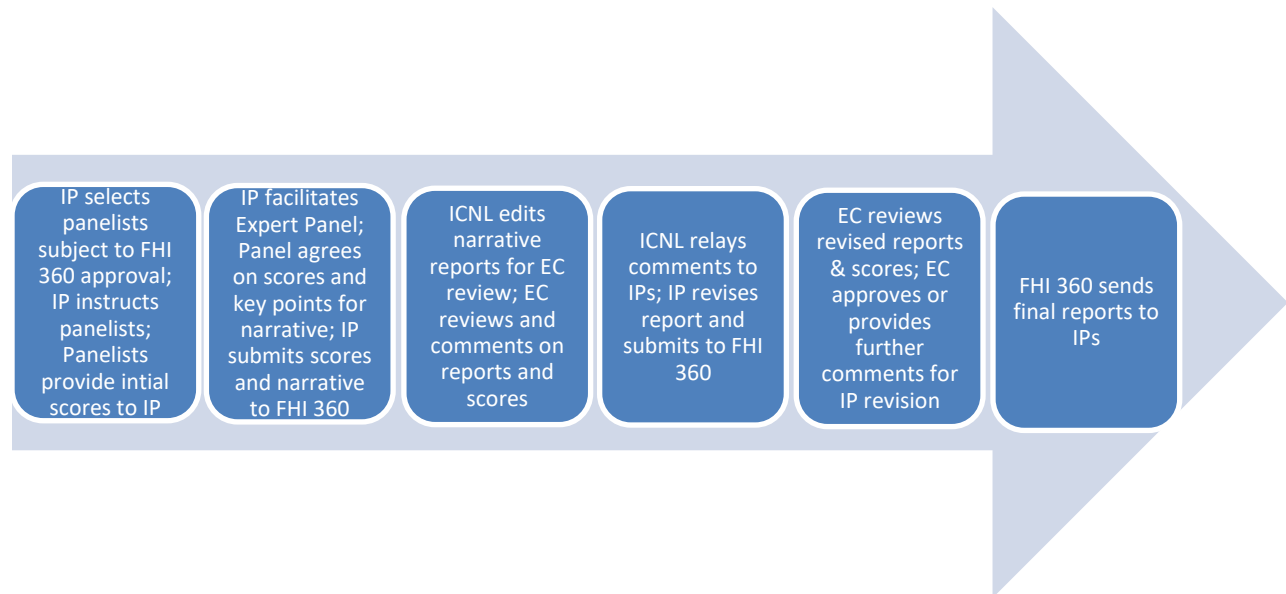 IP selects
panelists
subject to FHI
360 approval;
IP instructs
panelists;
Panelists
provide intial
scores to IP
IP facilitates
Expert Panel;
Panel agrees
on scores and
key points for
narrative; IP
submits scores
and narrative
to FHI 360
ICNL edits
narrative
reports for EC
review; EC
reviews and
comments on
reports and
scores
ICNL relays
comments to
IPs; IP revises
report and
submits to FHI
360
EC reviews
revised reports
& scores; EC
approves or
provides
further
comments for
IP revision
FHI 360 sends
final reports to
IPs